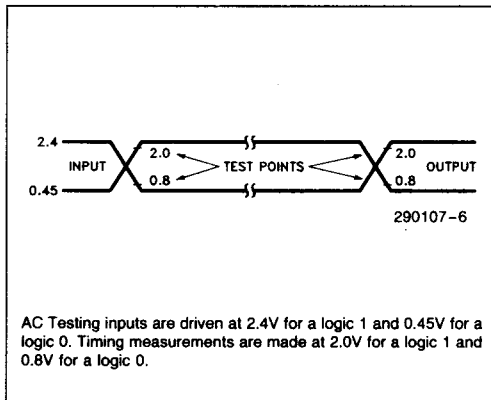 2.4
2.0
2.0
INPUT
TEST POINTS
OUTPUT
0.8
0.8
0.45
290107-6
AC Testing inputs are driven at 2.4V for a logic 1 and 0.45V for a
logic 0. Timing measurements are made at 2.0V for a logic 1 and
0.8V for a logic 0.